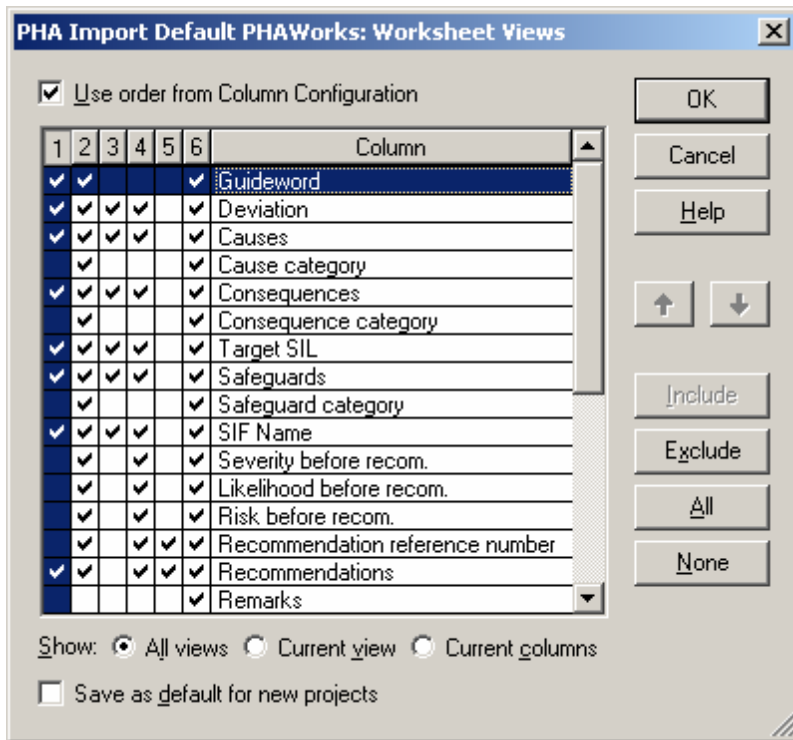 PHA Import Default PHAWorks: Worksheet Views
Use order from Column Configuration
OK
1 2 3 4 5 6 Column
Cancel
Guideword
Deviation
Help
Causes
Cause category
Consequences
Consequence category
Target SIL
Safeguards
Include
Safeguard category
SIF Name
Exclude
Severity before recom.
Likelihood before recom.
All
Risk before recom.
Recommendation reference number
None
Recommendations
Remarks
Show: All views Current view Current columns
Save as default for new projects